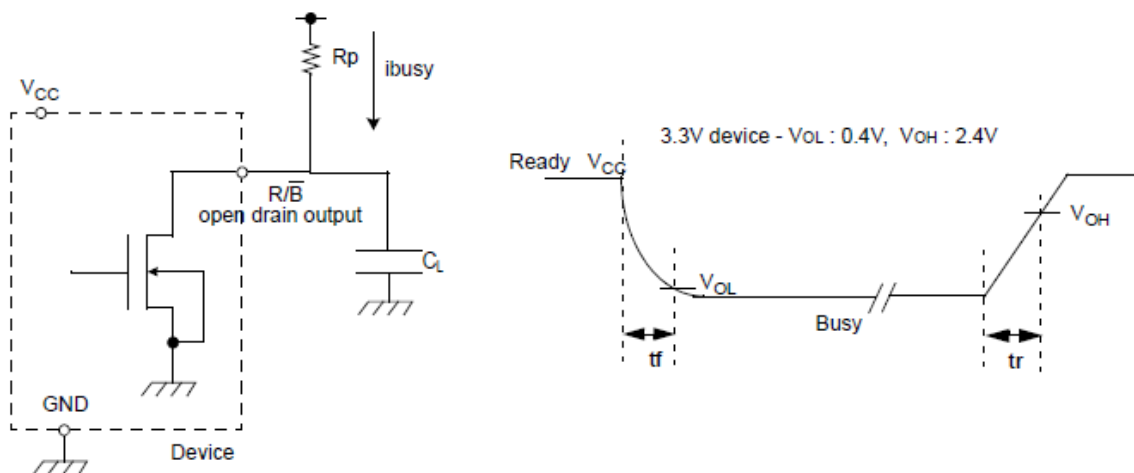 Rp
ibusy
VCC
R/B̅
open drain output
CL
GND
Device
3.3V device - VOL : 0.4V, VOH : 2.4V
Ready VCC
VOH
VOL
Busy
tf
tr